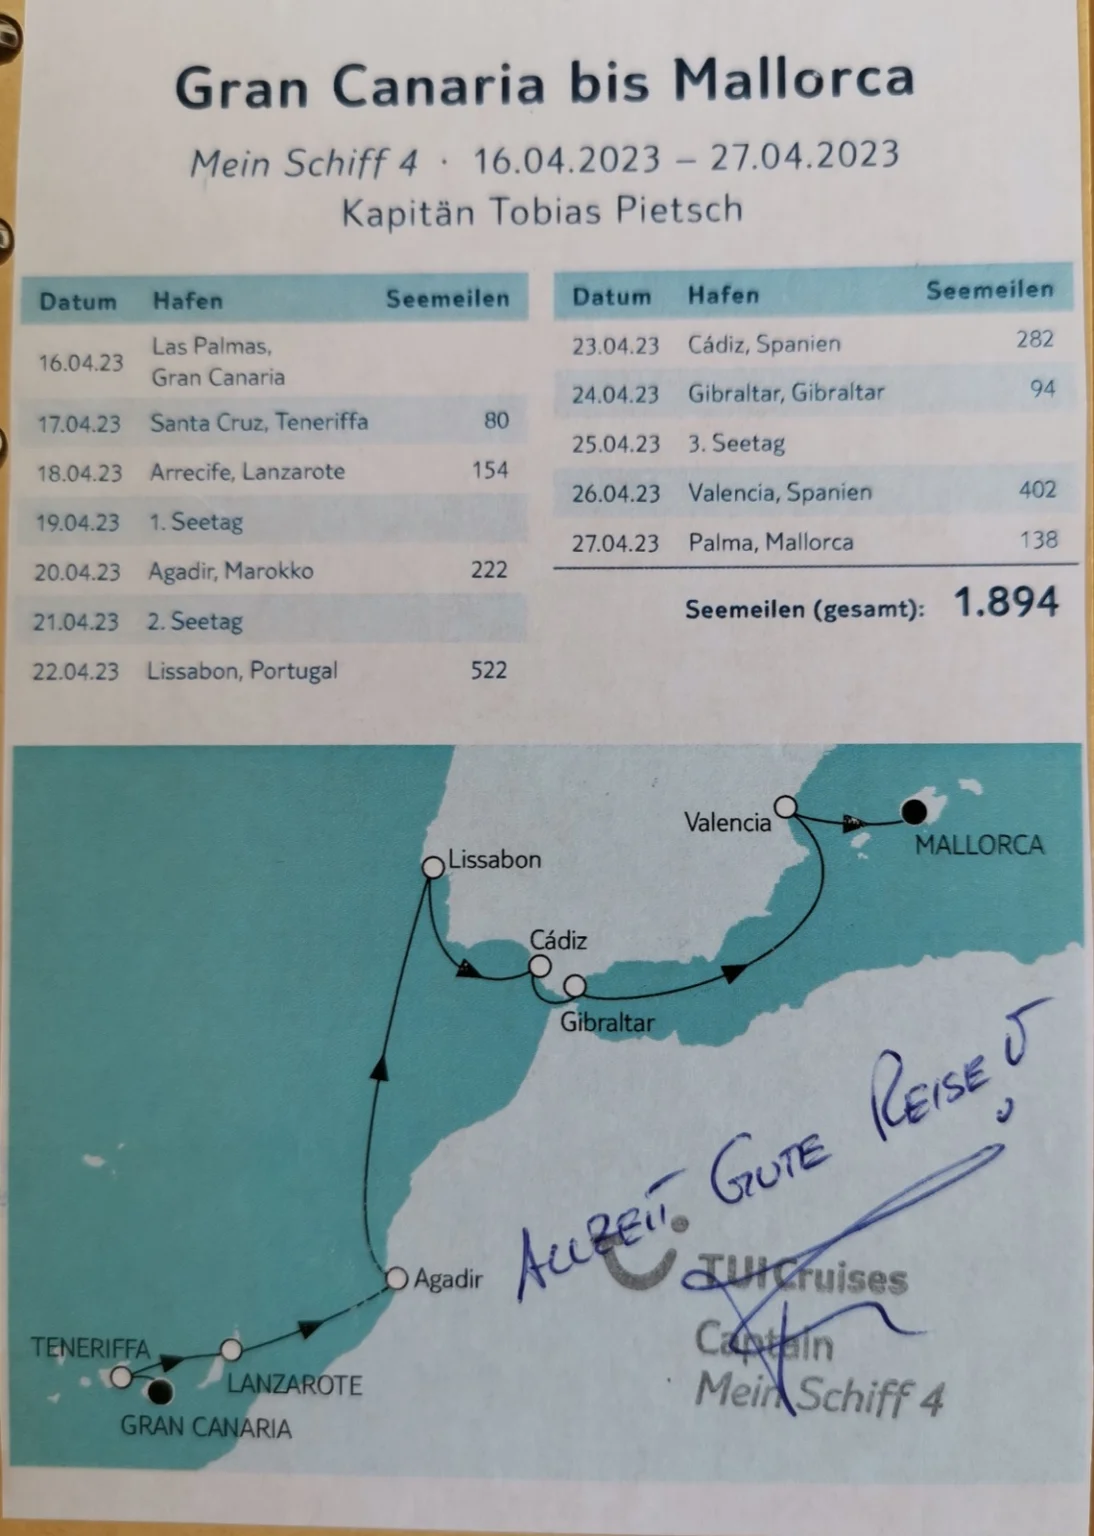 Gran Canaria bis Mallorca
Mein Schiff 4 · 16.04.2023 – 27.04.2023
Kapitän Tobias Pietsch
Datum Hafen Seemeilen
16.04.23 Las Palmas,
Gran Canaria
17.04.23 Santa Cruz, Teneriffa 80
18.04.23 Arrecife, Lanzarote 154
19.04.23 1. Seetag
20.04.23 Agadir, Marokko 222
21.04.23 2. Seetag
22.04.23 Lissabon, Portugal 522
Datum Hafen Seemeilen
23.04.23 Cádiz, Spanien 282
24.04.23 Gibraltar, Gibraltar 94
25.04.23 3. Seetag
26.04.23 Valencia, Spanien 402
27.04.23 Palma, Mallorca 138
Seemeilen (gesamt): 1.894
Valencia
MALLORCA
Lissabon
Cádiz
Gibraltar
Agadir
TENERIFFA
LANZAROTE
GRAN CANARIA
ALLZEIT GUTE REISE!
TUI Cruises
Captain
Mein Schiff 4